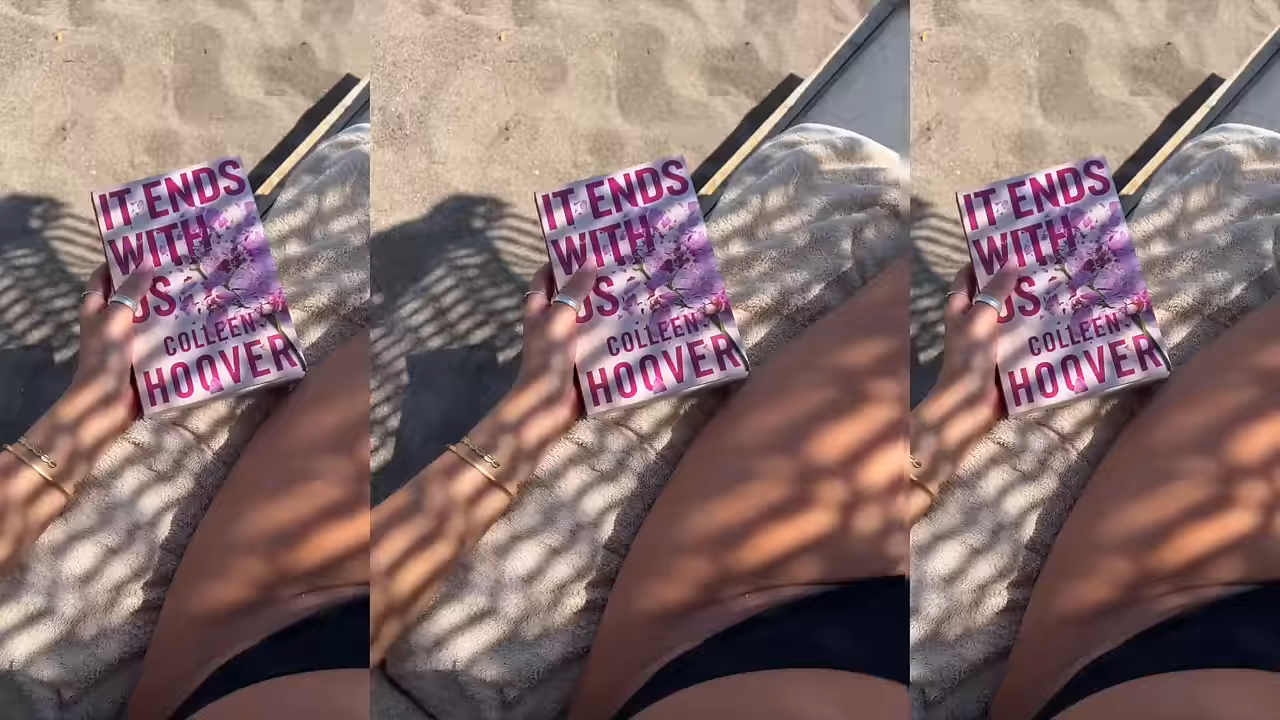 IT ENDS
WITH
US
COLLEEN
HOOVER
IT ENDS
WITH
US
COLLEEN
HOOVER
IT ENDS
WITH
US
COLLEEN
HOOVER